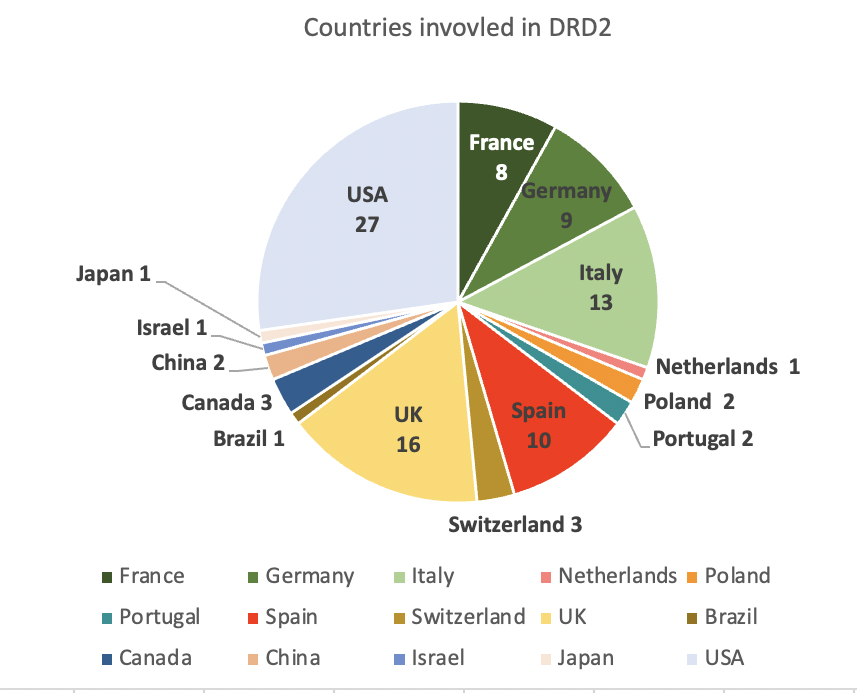 Countries invovled in DRD2
France
8
Germany
9
Italy
13
Netherlands 1
Poland 2
Portugal 2
Spain
10
Switzerland 3
UK
16
Brazil 1
Canada 3
China 2
Israel 1
Japan 1
USA
27
France Germany Italy Netherlands Poland
Portugal Spain Switzerland UK Brazil
Canada China Israel Japan USA